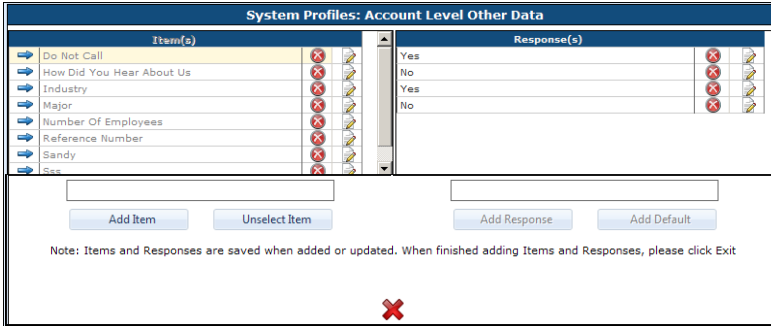 System Profiles: Account Level Other Data
Item(s)
Do Not Call
How Did You Hear About Us
Industry
Major
Number Of Employees
Reference Number
Sandy
Sss
Response(s)
Yes
No
Yes
No
Add Item
Unselect Item
Add Response
Add Default
Note: Items and Responses are saved when added or updated. When finished adding Items and Responses, please click Exit